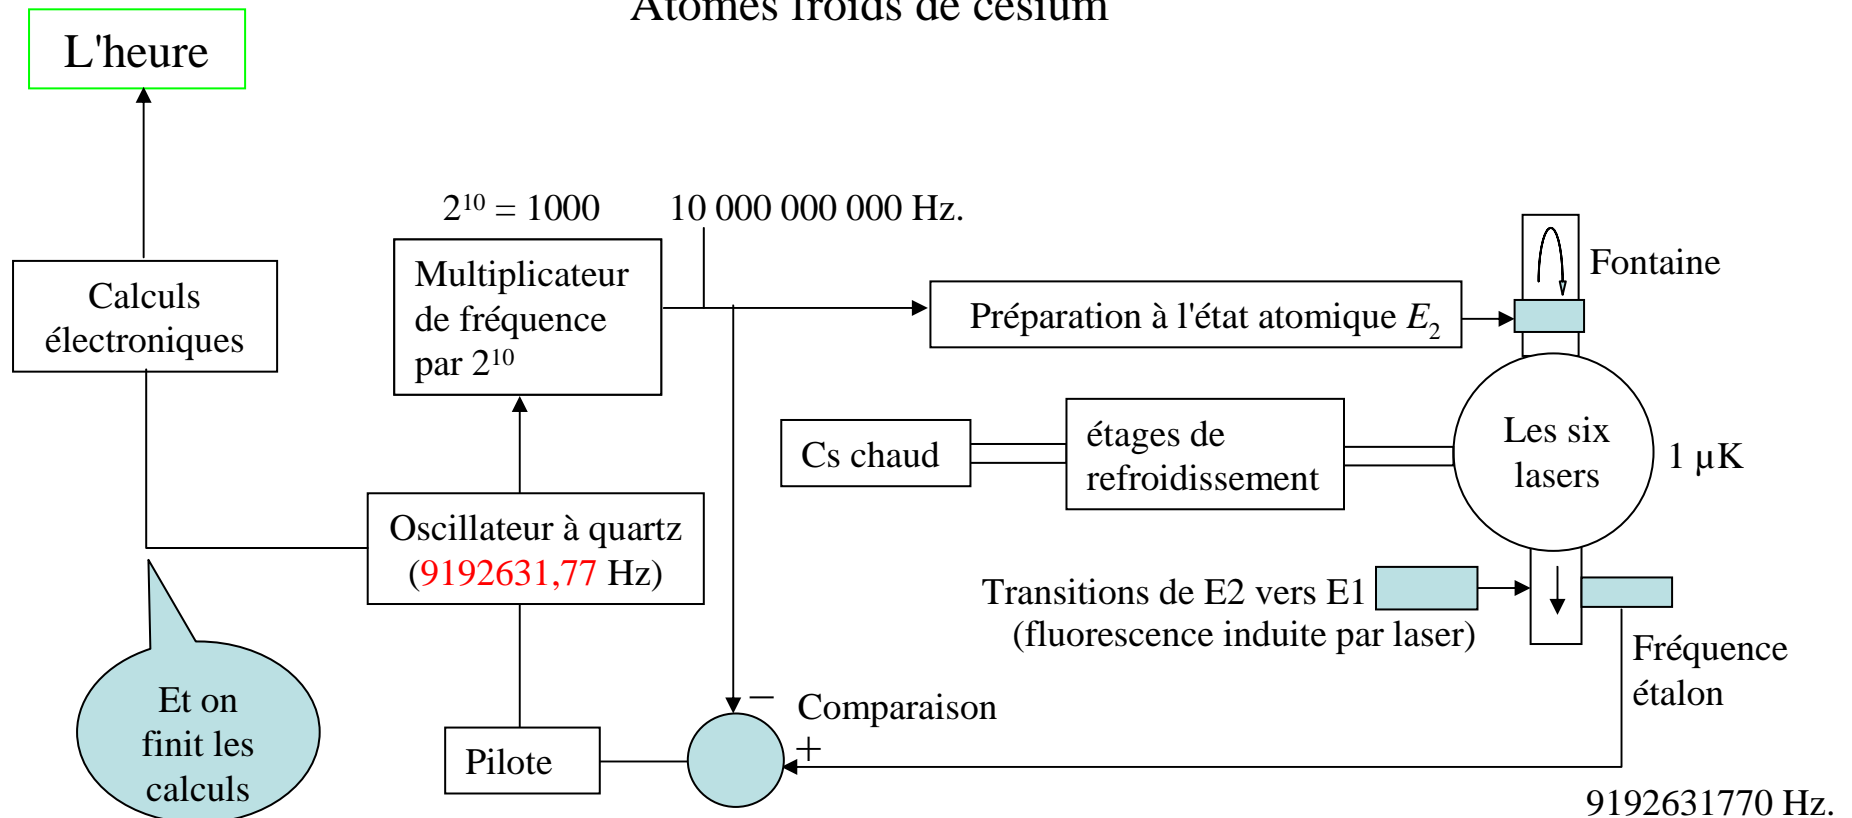 Atomes froids de césium
L'heure
2¹⁰ = 1000
10 000 000 000 Hz.
Calculs
électroniques
Multiplicateur
de fréquence
par 2¹⁰
Préparation à l'état atomique E₂
Fontaine
Cs chaud
étages de
refroidissement
Les six
lasers
1 µK
Oscillateur à quartz
(9192631,77 Hz)
Transitions de E2 vers E1
(fluorescence induite par laser)
Fréquence
étalon
Et on
finit les
calculs
Pilote
–
Comparaison
+
9192631770 Hz.